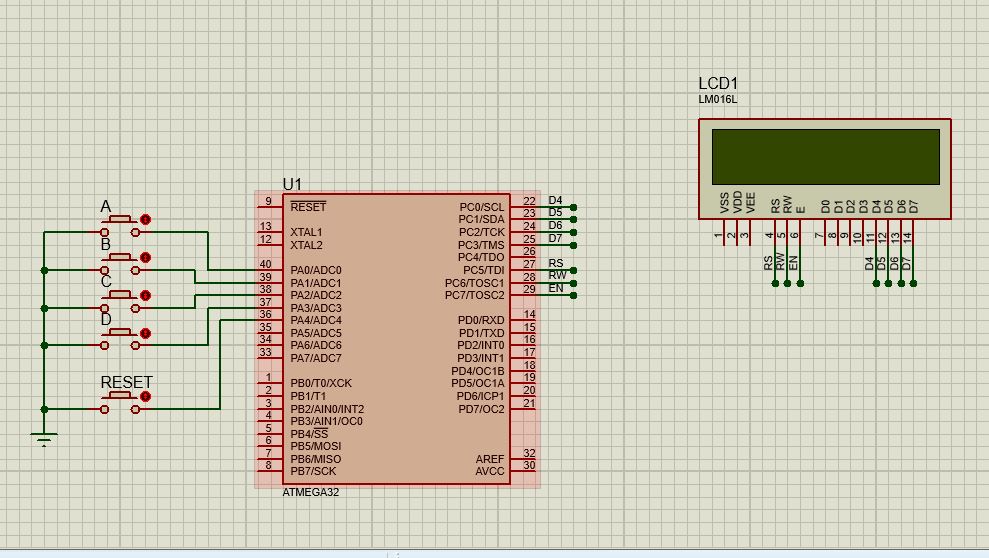 A
B
C
D
RESET
U1
9 RESET
13 XTAL1
12 XTAL2
40 PA0/ADC0
39 PA1/ADC1
38 PA2/ADC2
37 PA3/ADC3
36 PA4/ADC4
35 PA5/ADC5
34 PA6/ADC6
33 PA7/ADC7
1 PB0/T0/XCK
2 PB1/T1
3 PB2/AIN0/INT2
4 PB3/AIN1/OC0
5 PB4/SS
6 PB5/MOSI
7 PB6/MISO
8 PB7/SCK
PC0/SCL 22 D4
PC1/SDA 23 D5
PC2/TCK 24 D6
PC3/TMS 25 D7
PC4/TDO 26
PC5/TDI 27 RS
PC6/TOSC1 28 RW
PC7/TOSC2 29 EN
PD0/RXD 14
PD1/TXD 15
PD2/INT0 16
PD3/INT1 17
PD4/OC1B 18
PD5/OC1A 19
PD6/ICP1 20
PD7/OC2 21
AREF 32
AVCC 30
ATMEGA32
LCD1
LM016L
VSS VDD VEE RS RW E D0 D1 D2 D3 D4 D5 D6 D7
1 2 3 4 5 6 7 8 9 10 11 12 13 14
RS RW EN D4 D5 D6 D7